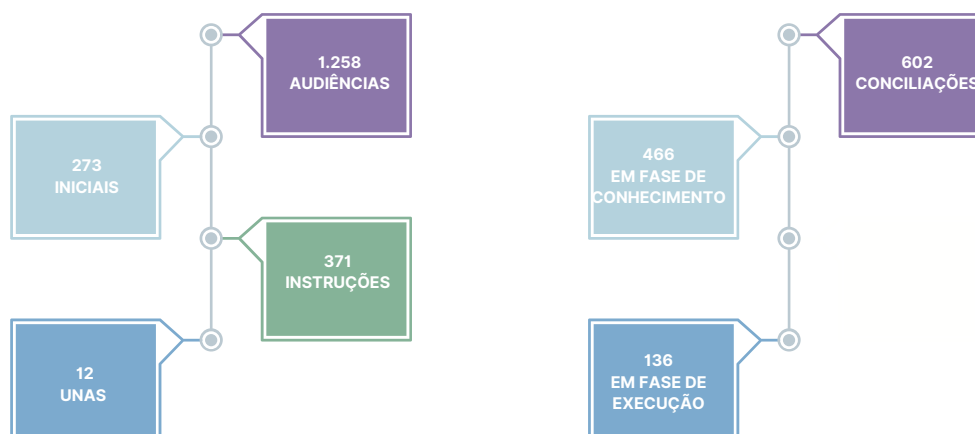 1.258
AUDIÊNCIAS
273
INICIAIS
371
INSTRUÇÕES
12
UNAS
602
CONCILIAÇÕES
466
EM FASE DE
CONHECIMENTO
136
EM FASE DE
EXECUÇÃO